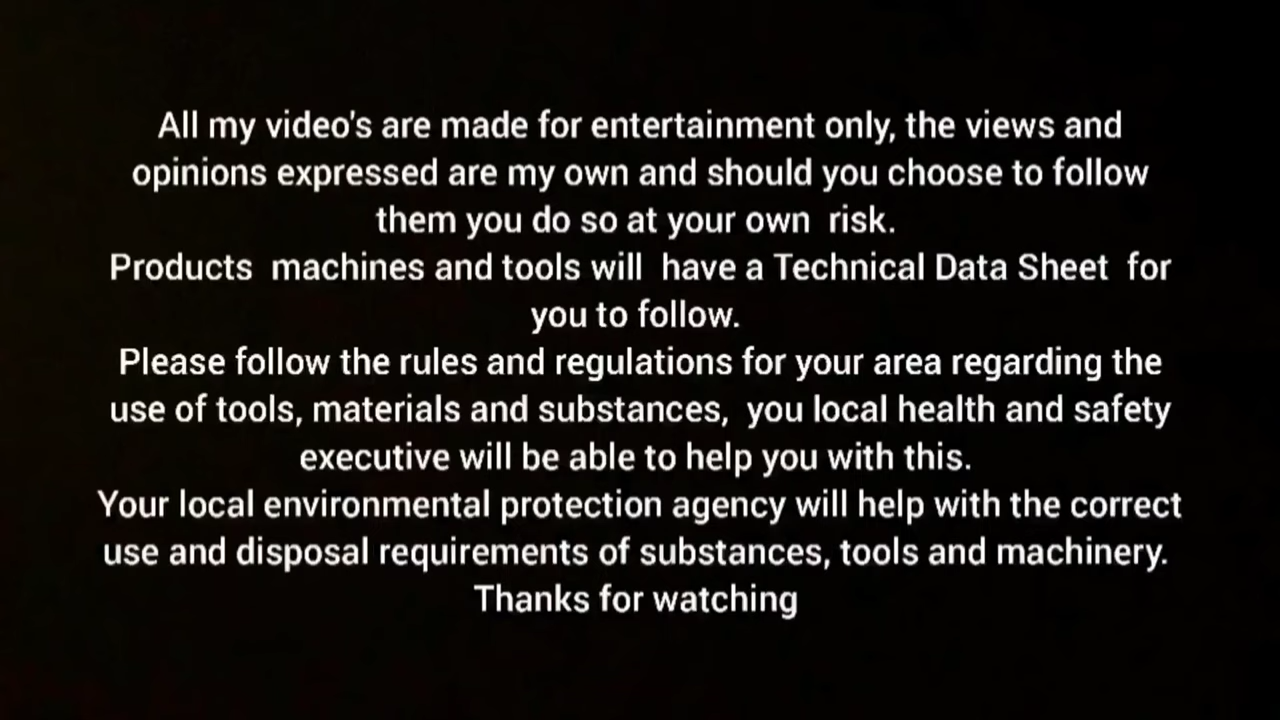 All my video's are made for entertainment only, the views and
opinions expressed are my own and should you choose to follow
them you do so at your own  risk.
Products  machines and tools will  have a Technical Data Sheet  for
you to follow.
Please follow the rules and regulations for your area regarding the
use of tools, materials and substances,  you local health and safety
executive will be able to help you with this.
Your local environmental protection agency will help with the correct
use and disposal requirements of substances, tools and machinery.
Thanks for watching